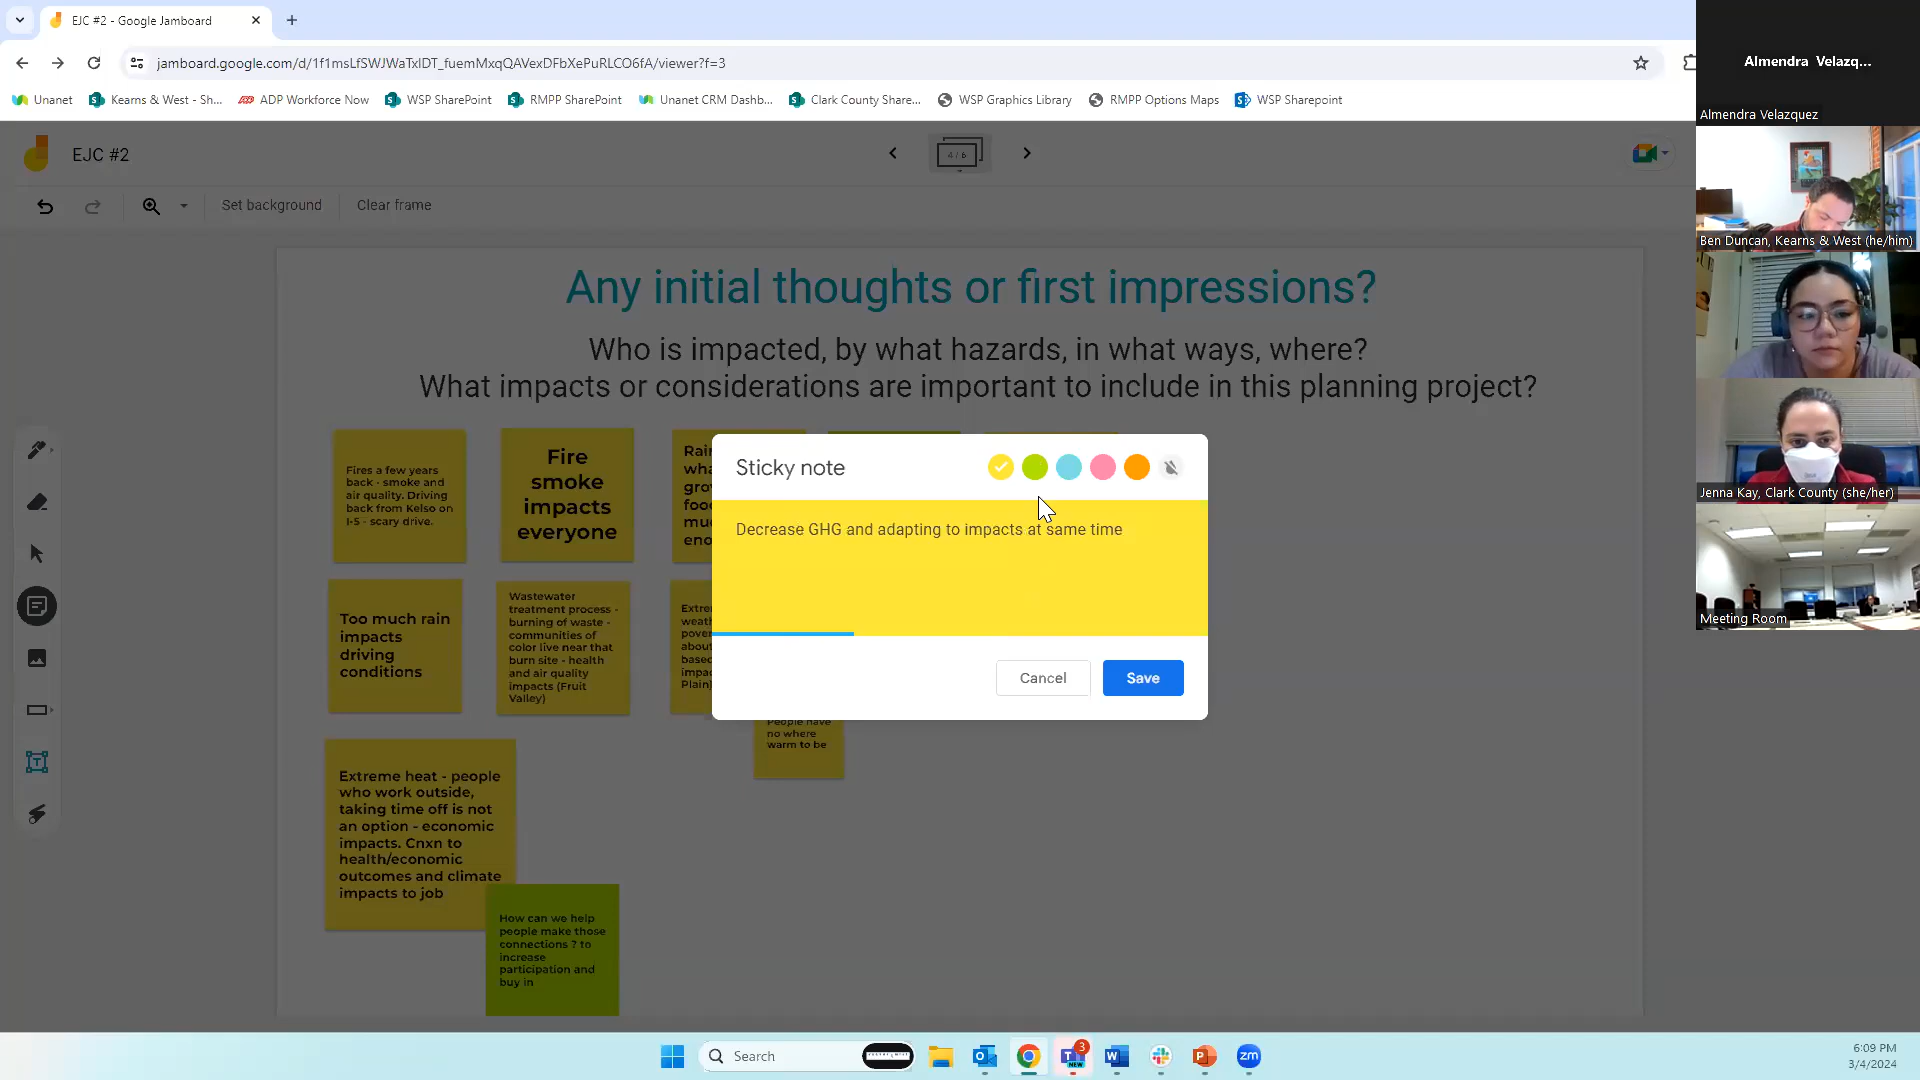 EJC #2 - Google Jamboard
jamboard.google.com/d/1f1msLfSWJWaTxlDT_fuemMxqQAVexDFbXePuRLCO6fA/viewer?f=3
Unanet
Kearns & West - Sh...
ADP Workforce Now
WSP SharePoint
RMPP SharePoint
Unanet CRM Dashb...
Clark County Share...
WSP Graphics Library
RMPP Options Maps
WSP Sharepoint
EJC #2
4 / 6
Set background
Clear frame
Any initial thoughts or first impressions?
Who is impacted, by what hazards, in what ways, where?
What impacts or considerations are important to include in this planning project?
Fires a few years
back - smoke and
air quality. Driving
back from Kelso on
I-5 - scary drive.
Fire
smoke
impacts
everyone
Too much rain
impacts
driving
conditions
Wastewater
treatment process -
burning of waste -
communities of
color live near that
burn site - health
and air quality
impacts (Fruit
Valley)
People have
no where
warm to be
Extreme heat - people
who work outside,
taking time off is not
an option - economic
impacts. Cnxn to
health/economic
outcomes and climate
impacts to job
How can we help
people make those
connections ? to
increase
participation and
buy in
Sticky note
Decrease GHG and adapting to impacts at same time
Cancel
Save
Almendra Velazq...
Almendra Velazquez
Ben Duncan, Kearns & West (he/him)
Jenna Kay, Clark County (she/her)
Meeting Room
Search
3
NEW
zm
6:09 PM
3/4/2024